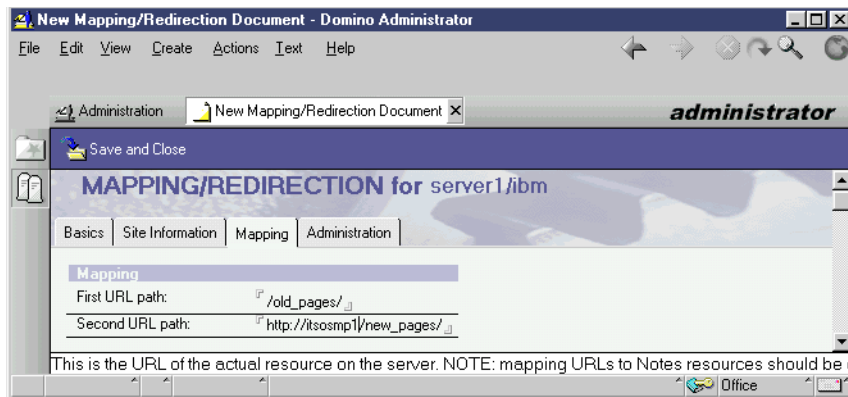 New Mapping/Redirection Document - Domino Administrator
File Edit View Create Actions Text Help
Administration New Mapping/Redirection Document
administrator
Save and Close
MAPPING/REDIRECTION for server1/ibm
Basics Site Information Mapping Administration
Mapping
First URL path: /old_pages/
Second URL path: http://itsosmp1/new_pages/
This is the URL of the actual resource on the server. NOTE: mapping URLs to Notes resources should be
Office